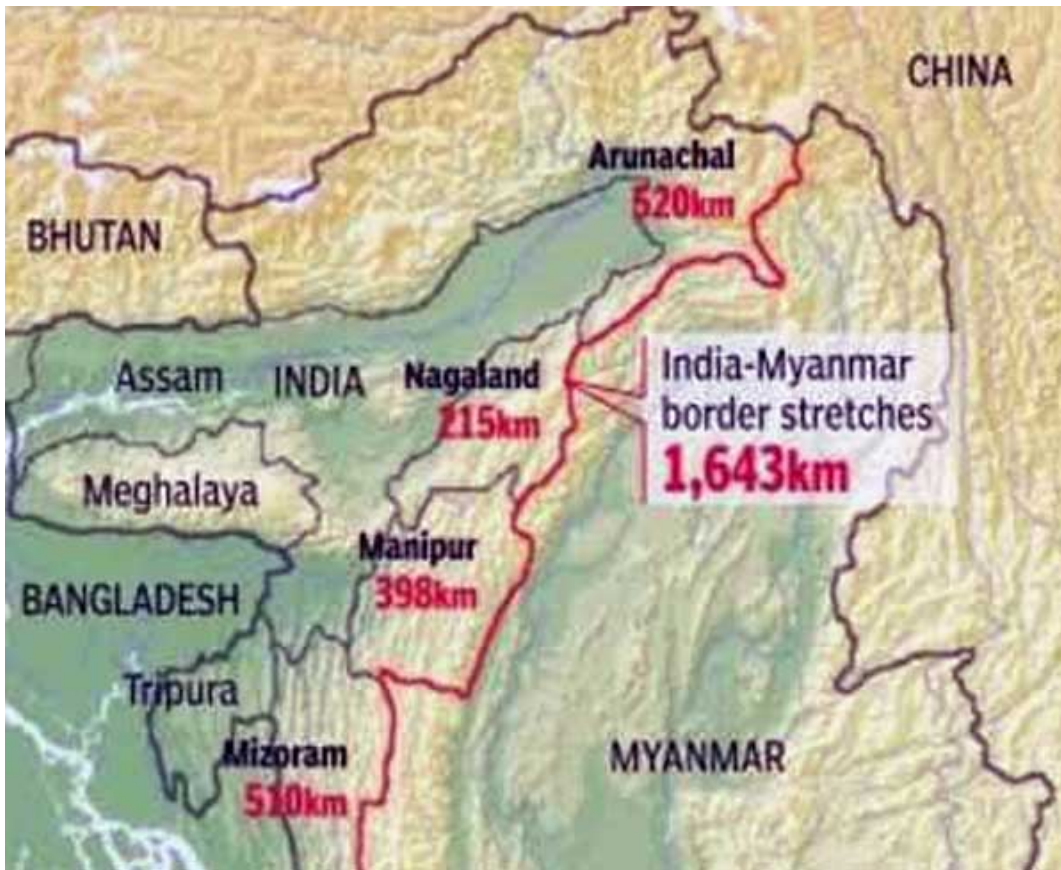 CHINA
Arunachal
520km
BHUTAN
Assam
INDIA
Nagaland
215km
India-Myanmar
border stretches
1,643km
Meghalaya
Manipur
398km
BANGLADESH
Tripura
Mizoram
510km
MYANMAR